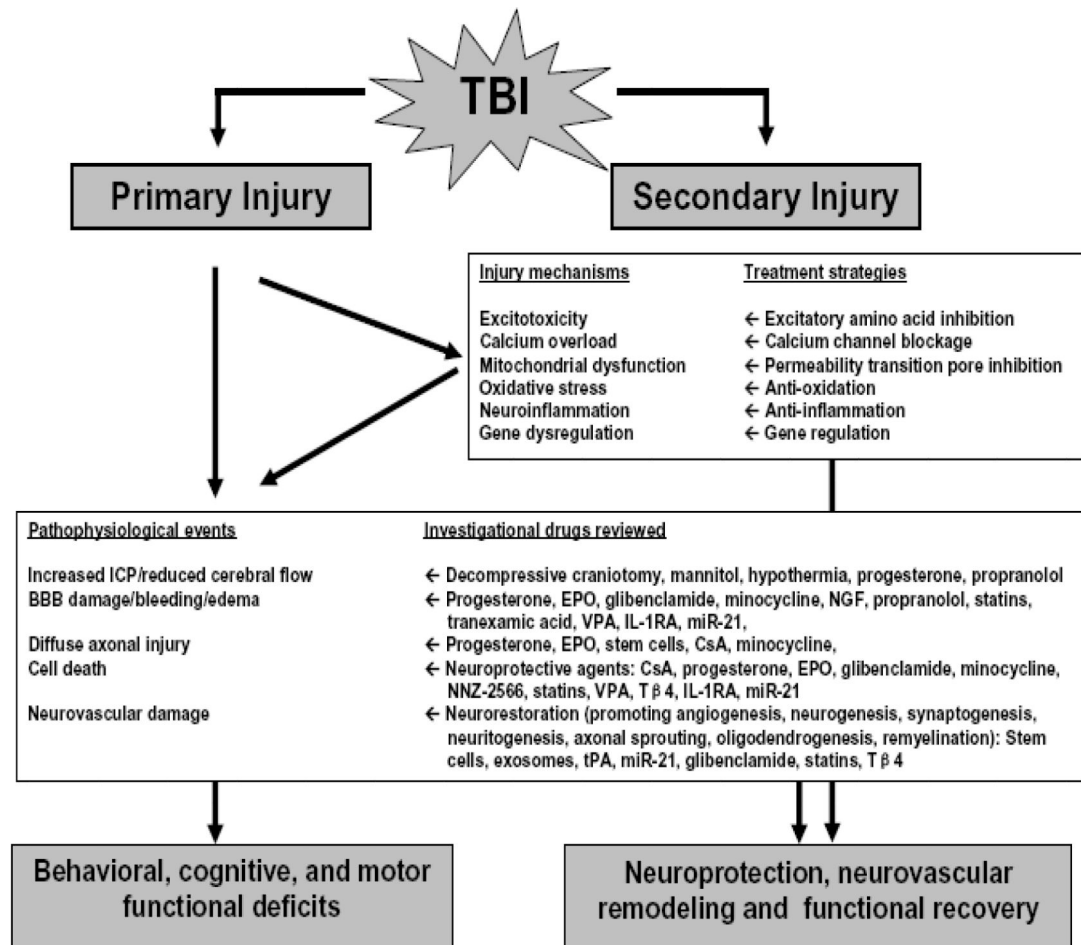 TBI
Primary Injury
Secondary Injury
Injury mechanisms Treatment strategies
Excitotoxicity ← Excitatory amino acid inhibition
Calcium overload ← Calcium channel blockage
Mitochondrial dysfunction ← Permeability transition pore inhibition
Oxidative stress ← Anti-oxidation
Neuroinflammation ← Anti-inflammation
Gene dysregulation ← Gene regulation
Pathophysiological events Investigational drugs reviewed
Increased ICP/reduced cerebral flow ← Decompressive craniotomy, mannitol, hypothermia, progesterone, propranolol
BBB damage/bleeding/edema ← Progesterone, EPO, glibenclamide, minocycline, NGF, propranolol, statins,
tranexamic acid, VPA, IL-1RA, miR-21,
Diffuse axonal injury ← Progesterone, EPO, stem cells, CsA, minocycline,
Cell death ← Neuroprotective agents: CsA, progesterone, EPO, glibenclamide, minocycline,
NNZ-2566, statins, VPA, Tβ4, IL-1RA, miR-21
Neurovascular damage ← Neurorestoration (promoting angiogenesis, neurogenesis, synaptogenesis,
neuritogenesis, axonal sprouting, oligodendrogenesis, remyelination): Stem
cells, exosomes, tPA, miR-21, glibenclamide, statins, Tβ4
Behavioral, cognitive, and motor
functional deficits
Neuroprotection, neurovascular
remodeling and functional recovery